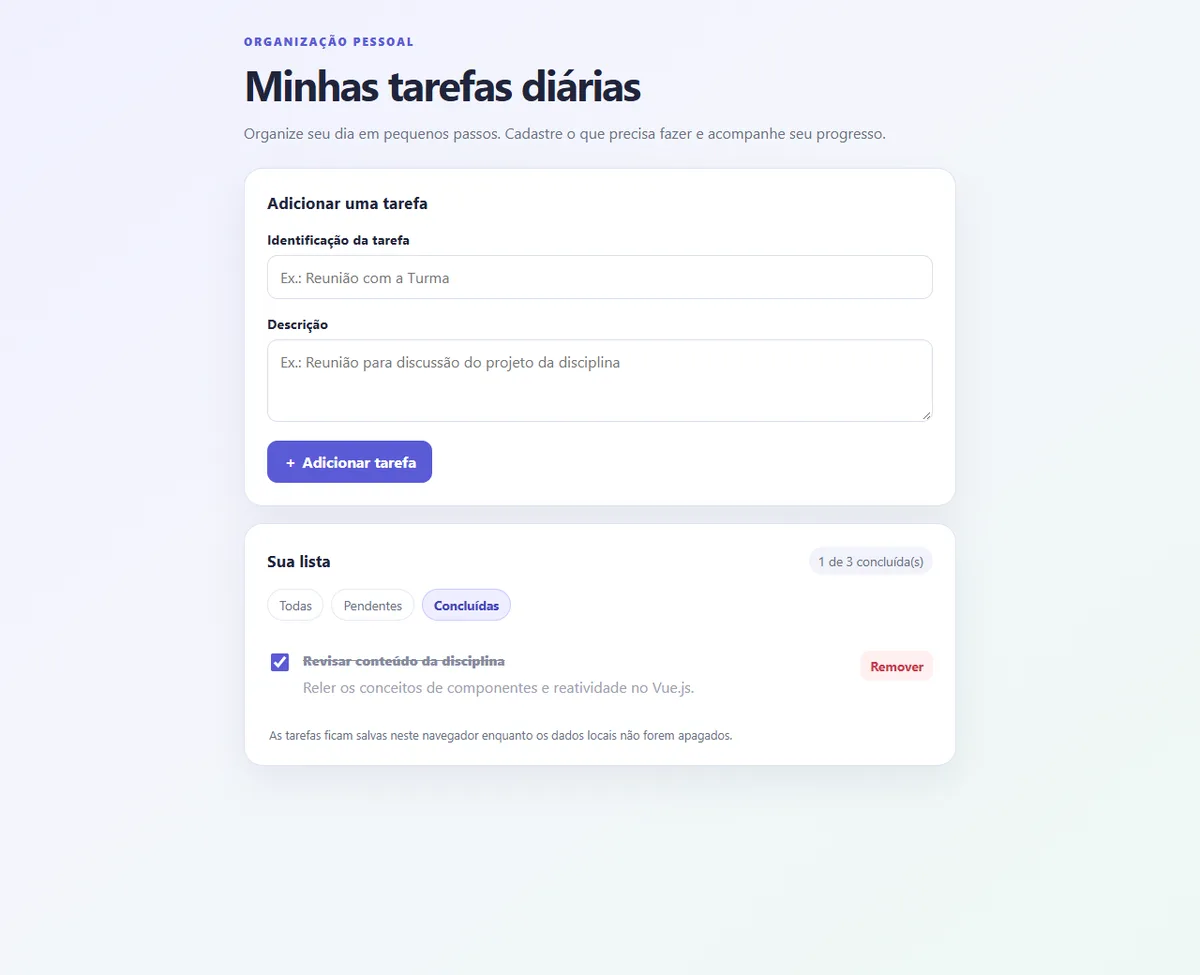 ORGANIZAÇÃO PESSOAL
Minhas tarefas diárias
Organize seu dia em pequenos passos. Cadastre o que precisa fazer e acompanhe seu progresso.
Adicionar uma tarefa
Identificação da tarefa
Ex.: Reunião com a Turma
Descrição
Ex.: Reunião para discussão do projeto da disciplina
+ Adicionar tarefa
Sua lista
1 de 3 concluída(s)
Todas
Pendentes
Concluídas
Revisar conteúdo da disciplina
Remover
Reler os conceitos de componentes e reatividade no Vue.js.
As tarefas ficam salvas neste navegador enquanto os dados locais não forem apagados.